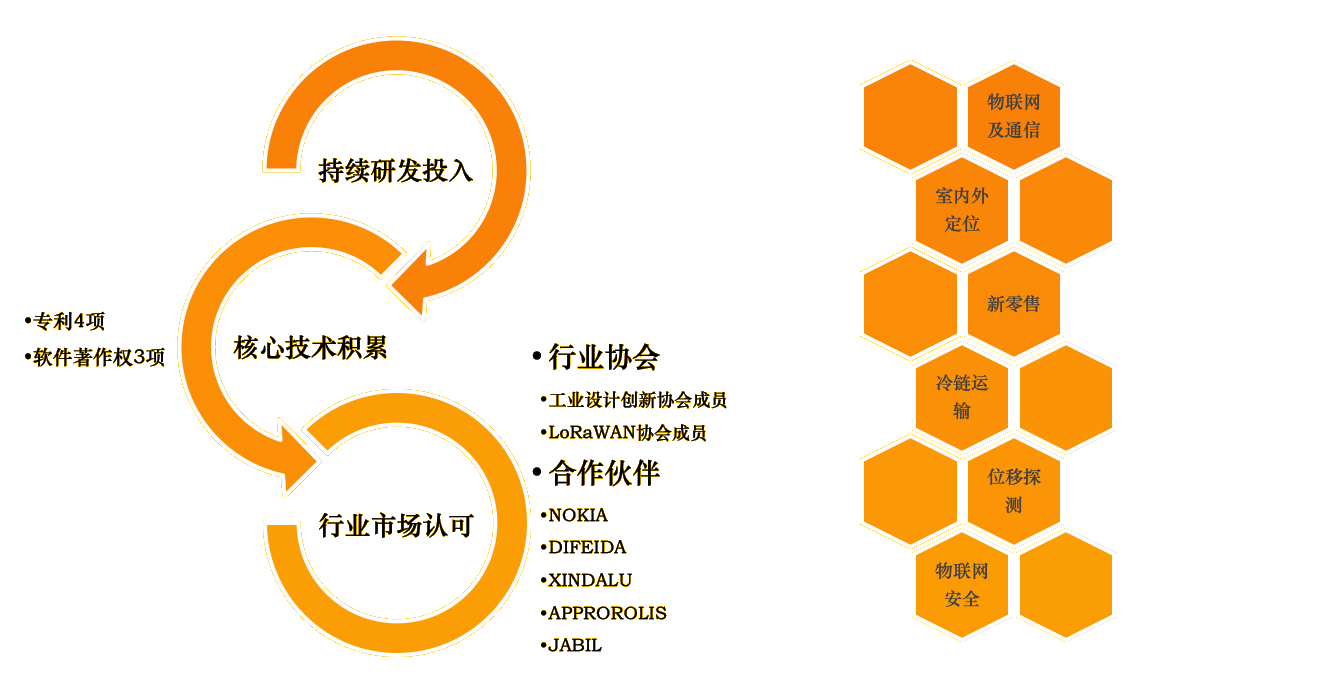 持续研发投入
核心技术积累
•专利4项
•软件著作权3项
行业市场认可
•行业协会
•工业设计创新协会成员
•LoRaWAN协会成员
•合作伙伴
•NOKIA
•DIFEIDA
•XINDALU
•APPROROLIS
•JABIL
物联网
及通信
室内外
定位
新零售
冷链运
输
位移探
测
物联网
安全